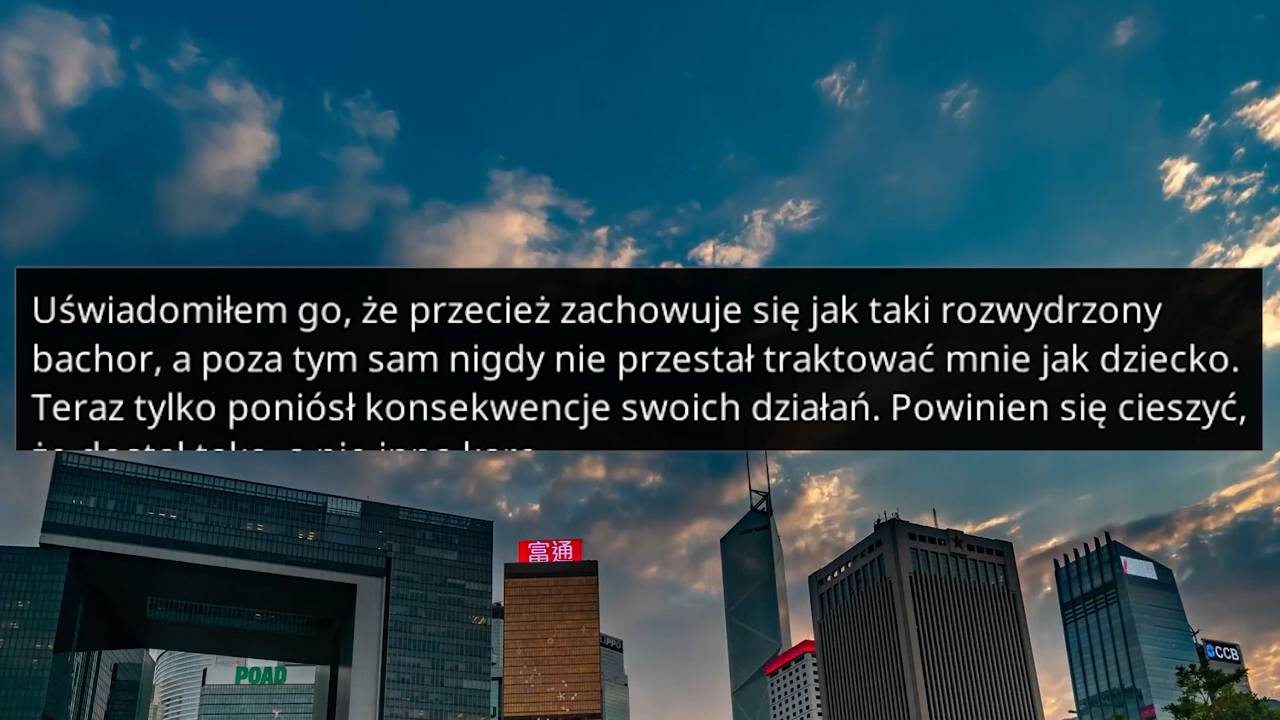 Uświadomiłem go, że przecież zachowuje się jak taki rozwydrzony
bachor, a poza tym sam nigdy nie przestał traktować mnie jak dziecko.
Teraz tylko poniósł konsekwencje swoich działań. Powinien się cieszyć,
富通
LIPPO
CCB
POAD